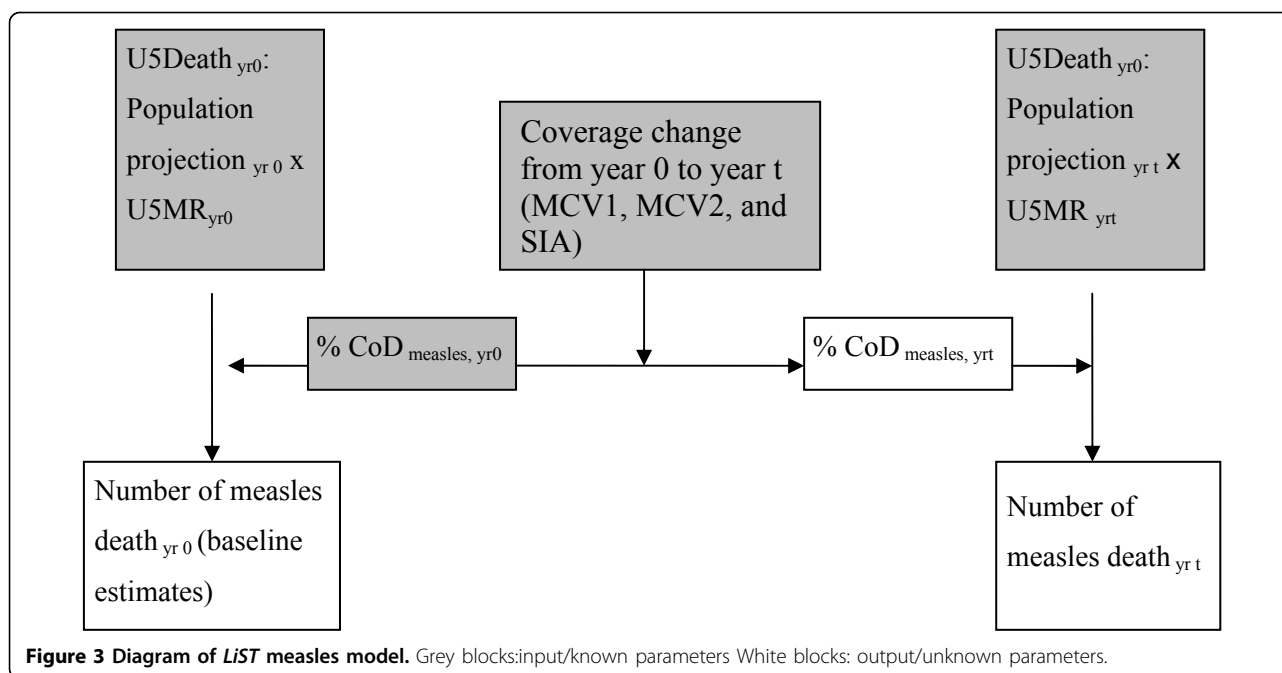 U5Death yr0:
Population
projection yr 0 x
U5MRyr0
Coverage change
from year 0 to year t
(MCV1, MCV2, and
SIA)
U5Death yr0:
Population
projection yr t x
U5MR yrt
% CoD measles, yr0
% CoD measles, yrt
Number of measles
death yr 0 (baseline
estimates)
Number of
measles death yr t
Figure 3 Diagram of LiST measles model. Grey blocks:input/known parameters White blocks: output/unknown parameters.